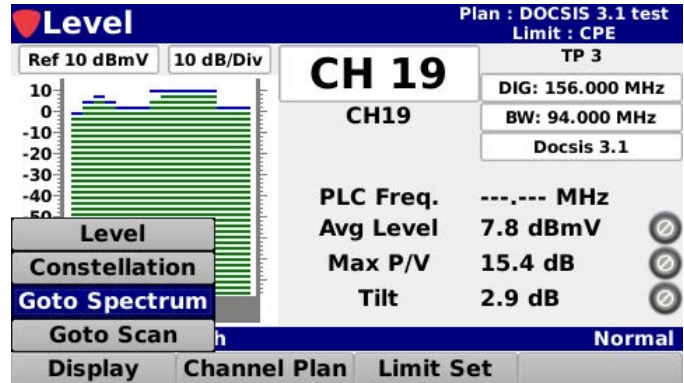 Level
Plan : DOCSIS 3.1 test
Limit : CPE
Ref 10 dBmV
10 dB/Div
CH 19
TP 3
DIG: 156.000 MHz
CH19
BW: 94.000 MHz
Docsis 3.1
10
0
-10
-20
-30
-40
-50
PLC Freq. ---.--- MHz
Avg Level 7.8 dBmV
Max P/V 15.4 dB
Tilt 2.9 dB
Level
Constellation
Goto Spectrum
Goto Scan
h
Normal
Display Channel Plan Limit Set